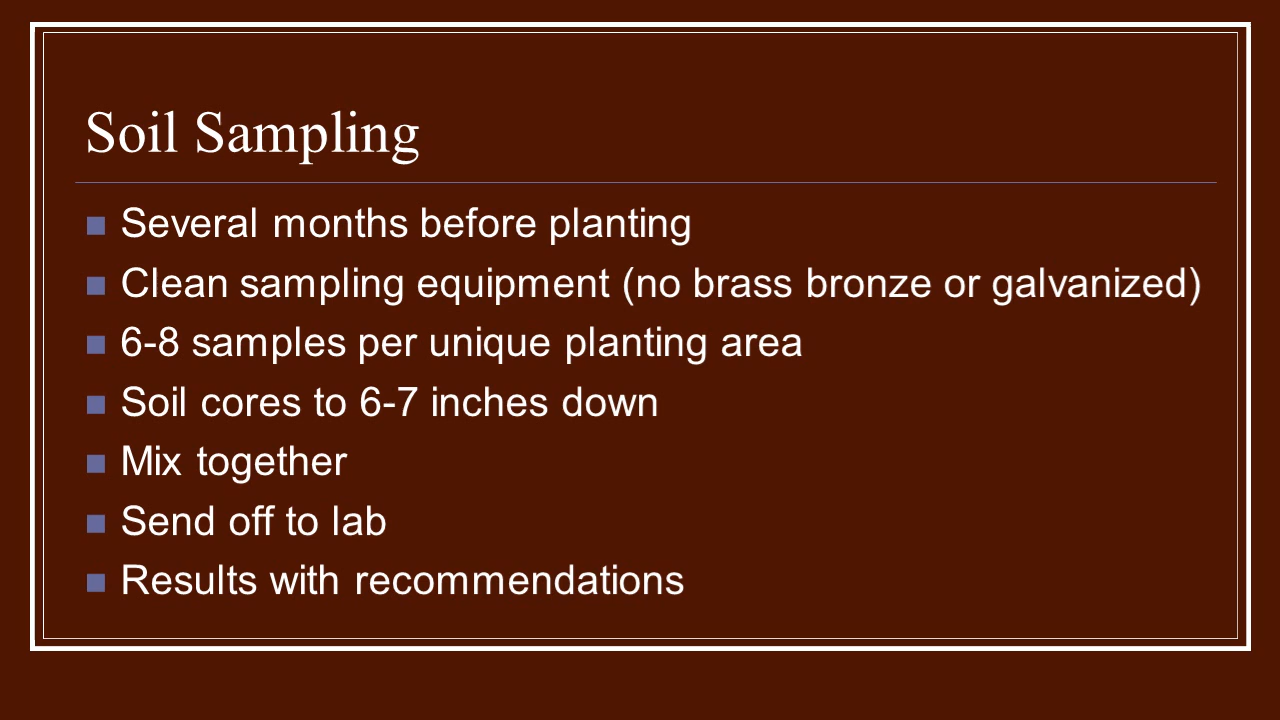 Soil Sampling
Several months before planting
Clean sampling equipment (no brass bronze or galvanized)
6-8 samples per unique planting area
Soil cores to 6-7 inches down
Mix together
Send off to lab
Results with recommendations